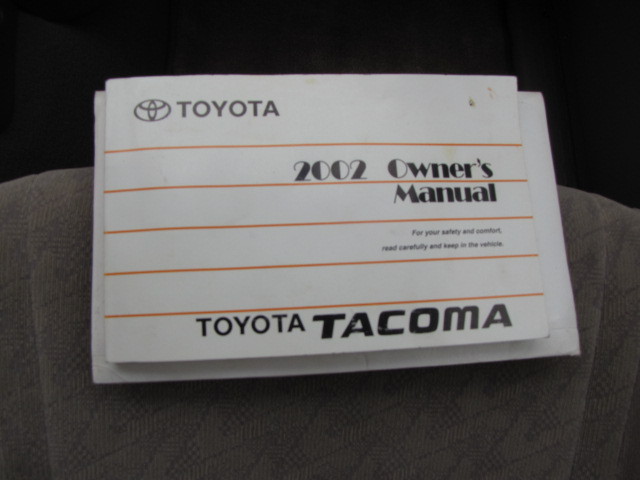 TOYOTA
2002 Owner's
Manual
For your safety and comfort,
read carefully and keep in the vehicle.
TOYOTA TACOMA